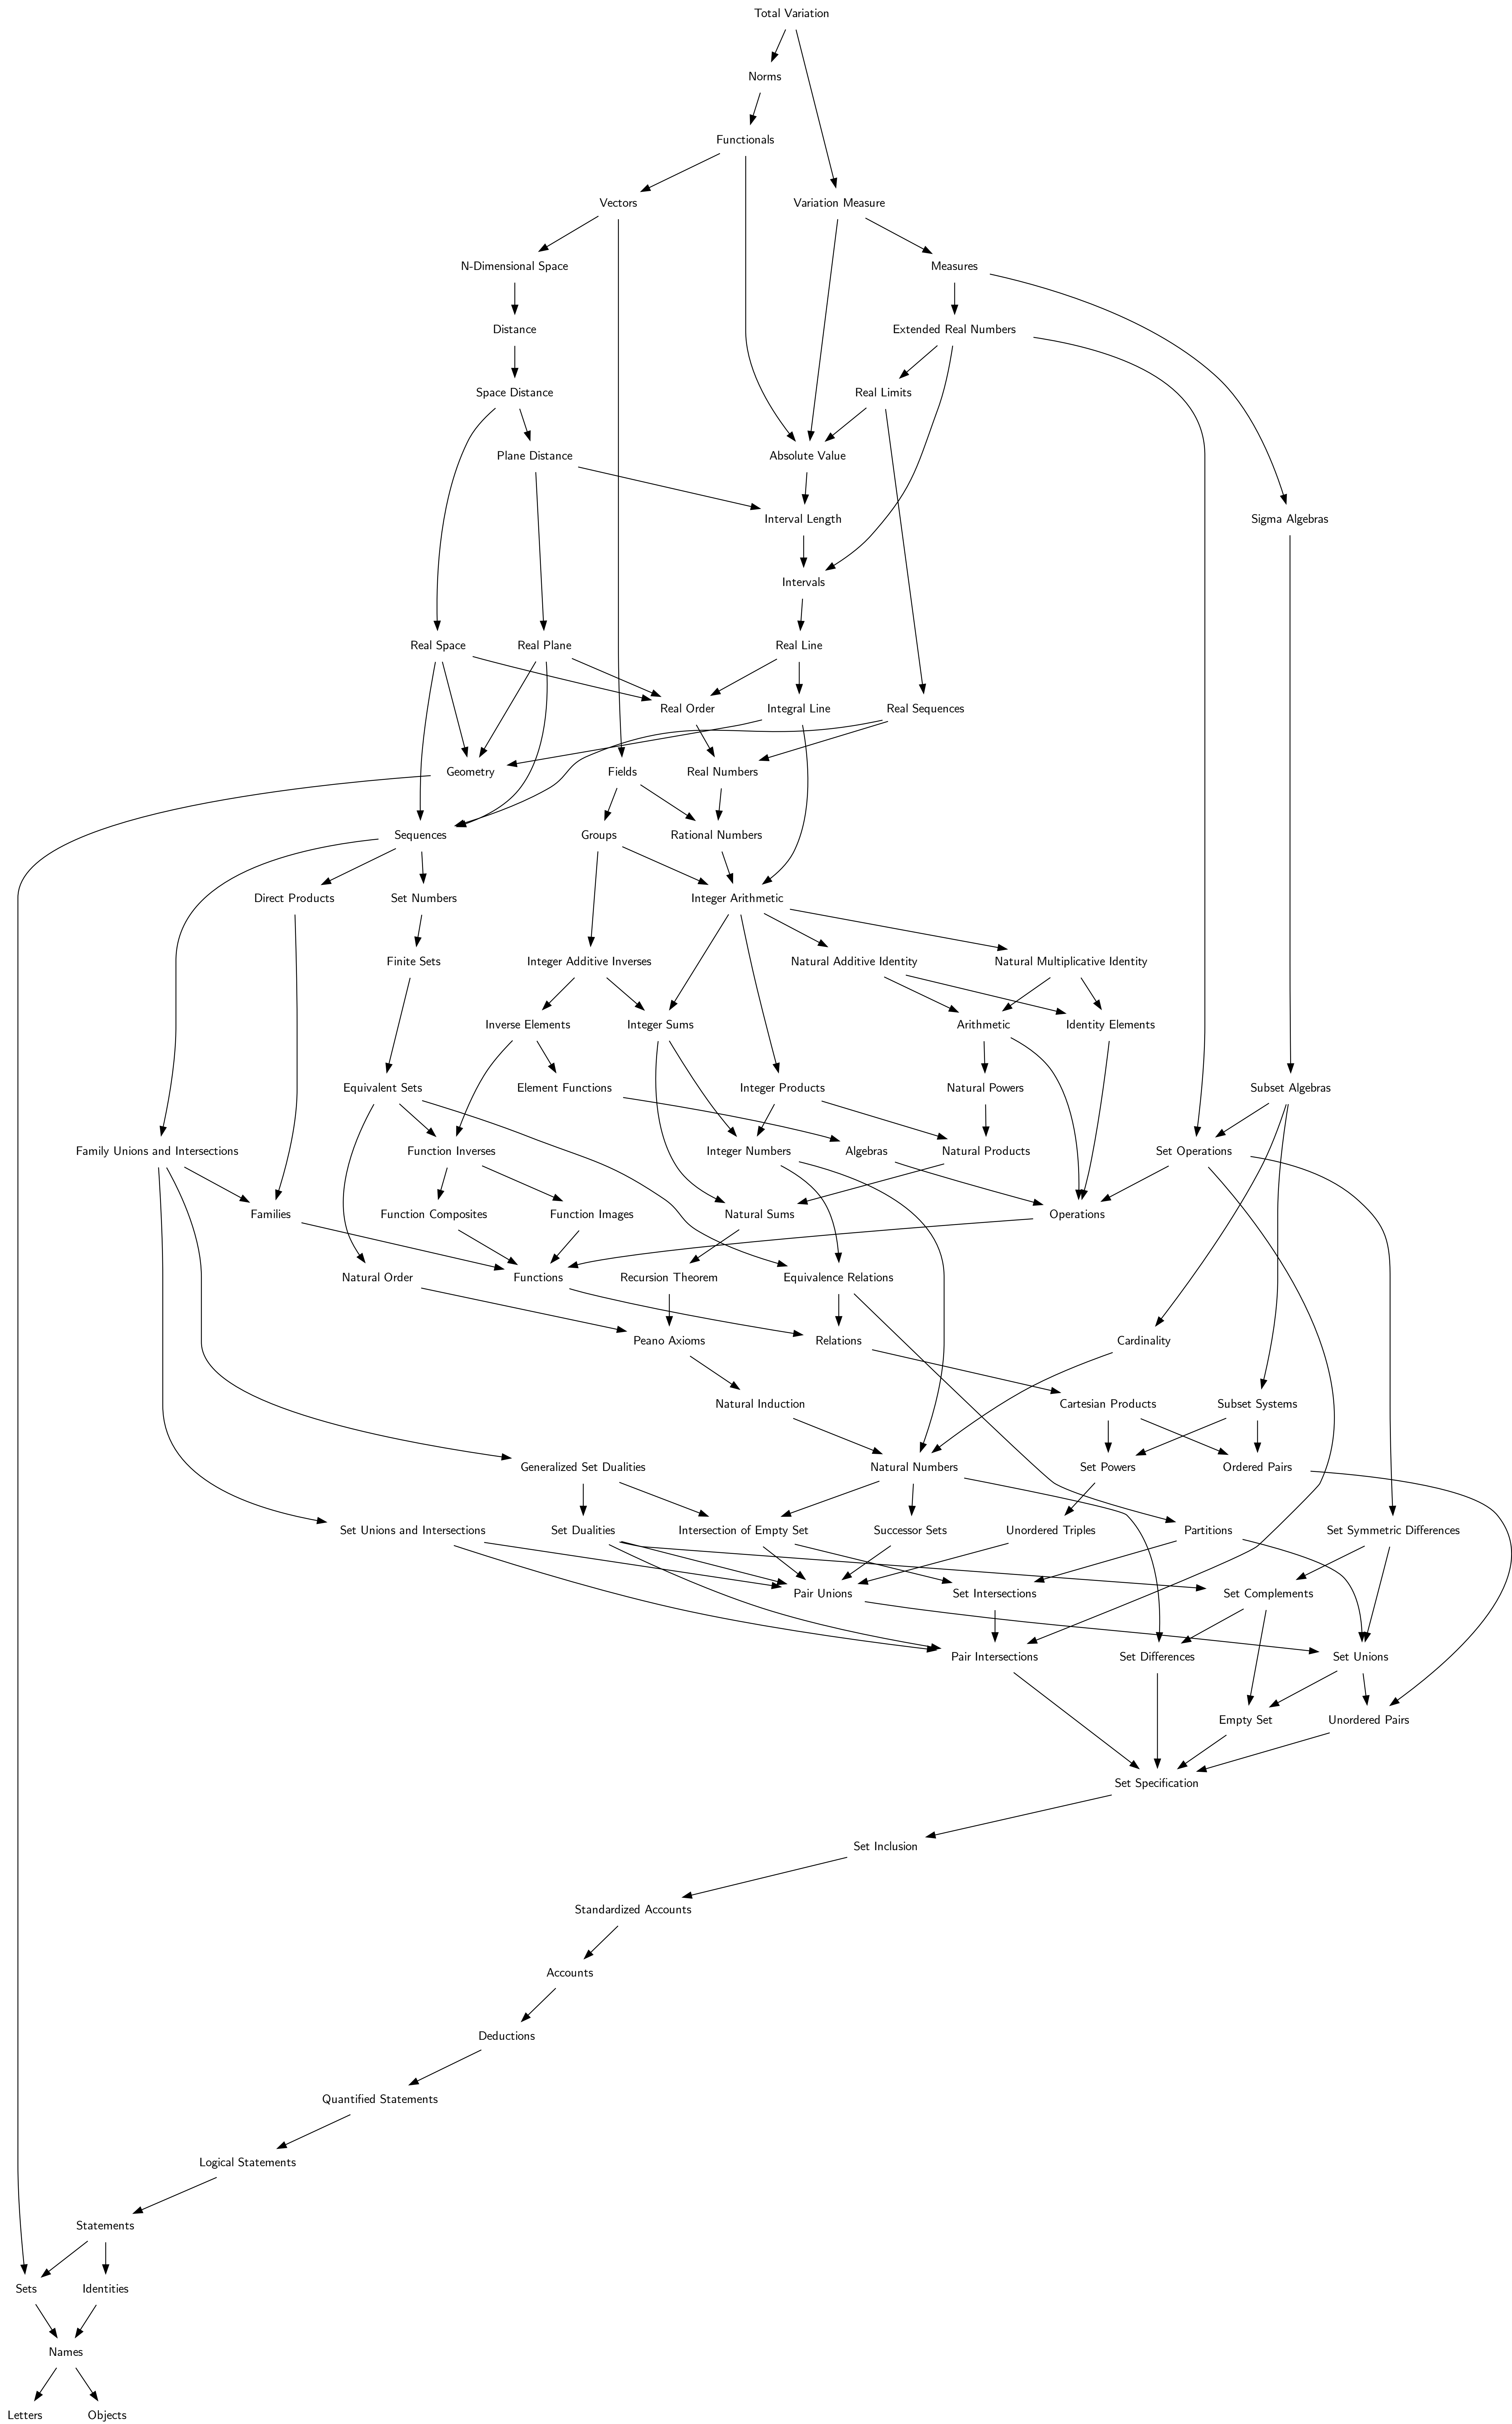 Total Variation
Norms
Functionals
Vectors
Variation Measure
N-Dimensional Space
Measures
Distance
Extended Real Numbers
Space Distance
Real Limits
Plane Distance
Absolute Value
Interval Length
Sigma Algebras
Intervals
Real Space
Real Plane
Real Line
Real Order
Integral Line
Real Sequences
Geometry
Fields
Real Numbers
Sequences
Groups
Rational Numbers
Direct Products
Set Numbers
Integer Arithmetic
Finite Sets
Integer Additive Inverses
Natural Additive Identity
Natural Multiplicative Identity
Inverse Elements
Integer Sums
Arithmetic
Identity Elements
Equivalent Sets
Element Functions
Integer Products
Natural Powers
Subset Algebras
Family Unions and Intersections
Function Inverses
Integer Numbers
Algebras
Natural Products
Set Operations
Families
Function Composites
Function Images
Natural Sums
Operations
Natural Order
Functions
Recursion Theorem
Equivalence Relations
Peano Axioms
Relations
Cardinality
Natural Induction
Cartesian Products
Subset Systems
Generalized Set Dualities
Natural Numbers
Set Powers
Ordered Pairs
Set Unions and Intersections
Set Dualities
Intersection of Empty Set
Successor Sets
Unordered Triples
Partitions
Set Symmetric Differences
Pair Unions
Set Intersections
Set Complements
Pair Intersections
Set Differences
Set Unions
Empty Set
Unordered Pairs
Set Specification
Set Inclusion
Standardized Accounts
Accounts
Deductions
Quantified Statements
Logical Statements
Statements
Sets
Identities
Names
Letters
Objects